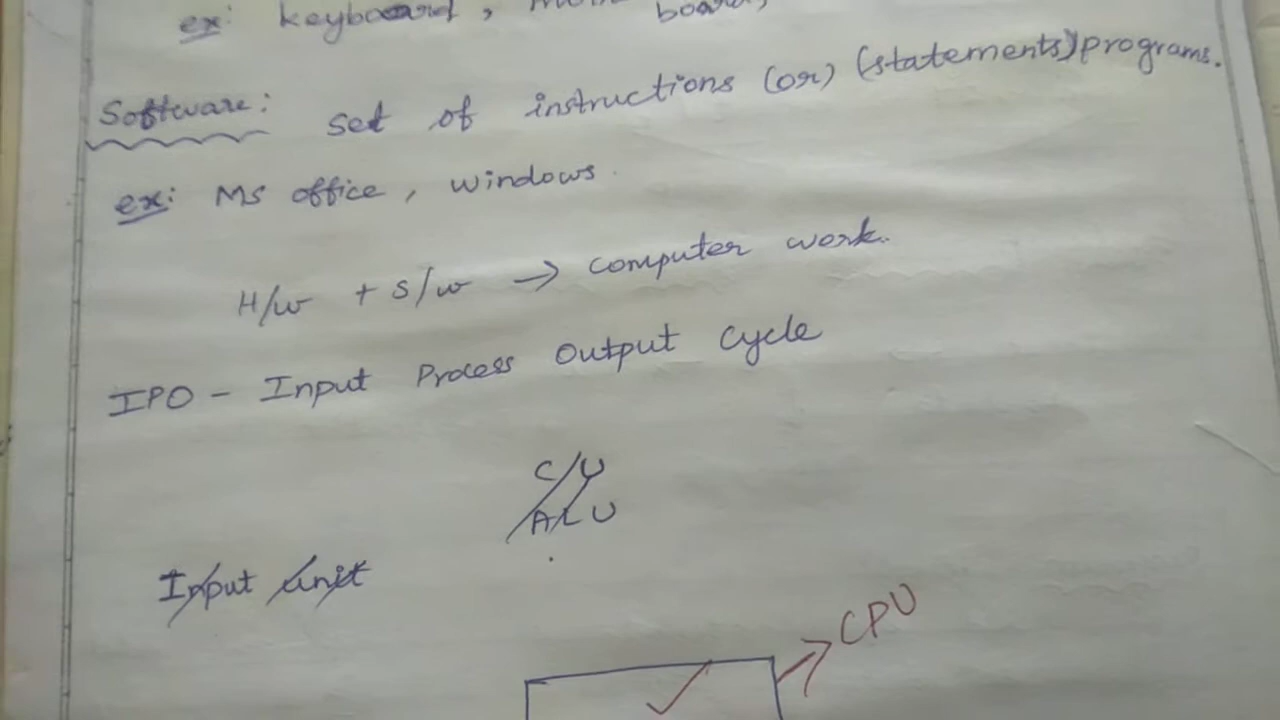 ex: keyboard,
board,
Software: set of instructions (or) (statements) programs.
ex: MS office, windows.
H/w + S/w → computer work.
IPO - Input Process Output Cycle
C/U
ALU
Input Unit
CPU